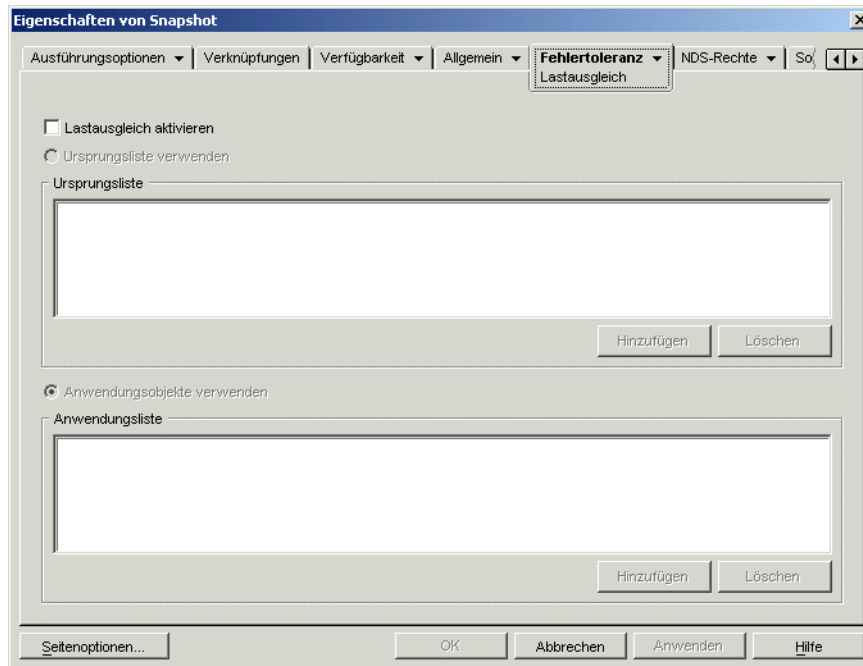 Eigenschaften von Snapshot
Ausführungsoptionen Verknüpfungen Verfügbarkeit Allgemein Fehlertoleranz NDS-Rechte So
Lastausgleich
Lastausgleich aktivieren
Ursprungsliste verwenden
Ursprungsliste
Hinzufügen Löschen
Anwendungsobjekte verwenden
Anwendungsliste
Hinzufügen Löschen
Seitenoptionen... OK Abbrechen Anwenden Hilfe